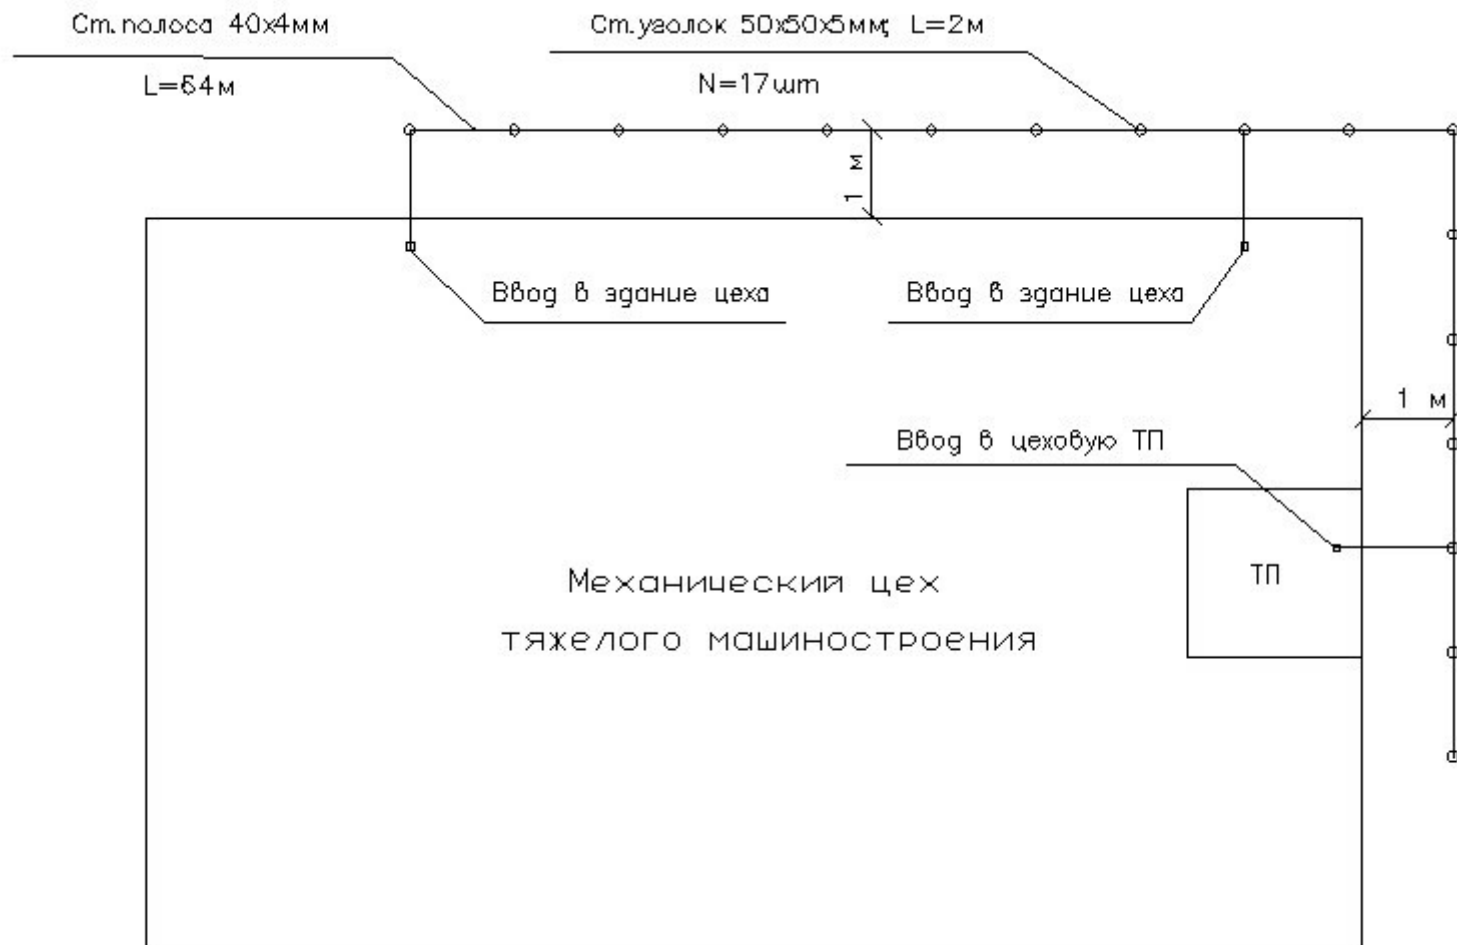 Ст. полоса 40х4мм
L=64м
Ст. уголок 50х50х5мм; L=2м
N=17шт
1 м
Ввод в здание цеха
Ввод в здание цеха
1 м
Ввод в цеховую ТП
ТП
Механический цех
тяжелого машиностроения